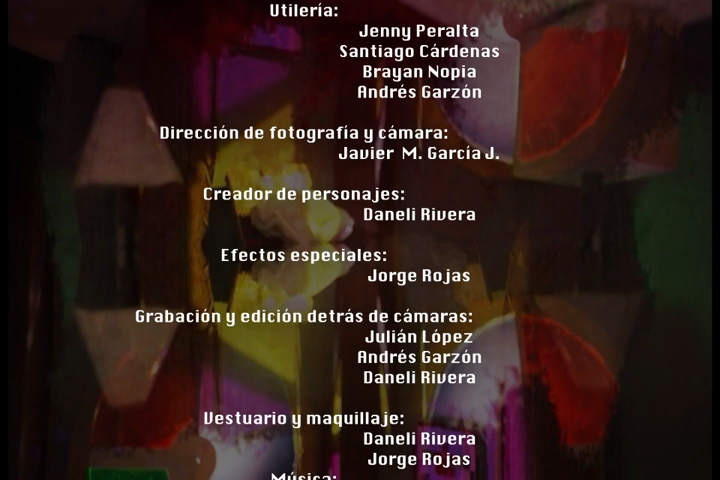 Utilería:
Jenny Peralta
Santiago Cárdenas
Brayan Nopia
Andrés Garzón
Dirección de fotografía y cámara:
Javier M. García J.
Creador de personajes:
Daneli Rivera
Efectos especiales:
Jorge Rojas
Grabación y edición detrás de cámaras:
Julián López
Andrés Garzón
Daneli Rivera
Vestuario y maquillaje:
Daneli Rivera
Jorge Rojas
Música: